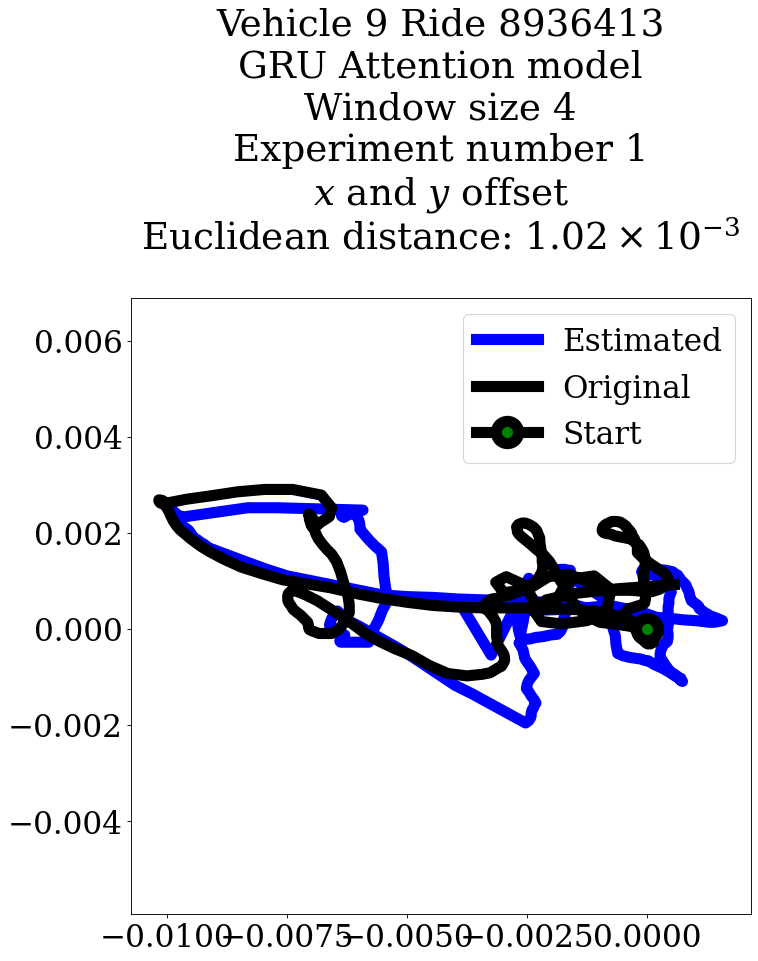 Vehicle 9 Ride 8936413
GRU Attention model
Window size 4
Experiment number 1
x and y offset
Euclidean distance: 1.02 × 10⁻³
Estimated
Original
Start
0.006
0.004
0.002
0.000
−0.002
−0.004
−0.0100 −0.0075 −0.0050 −0.0025 0.0000